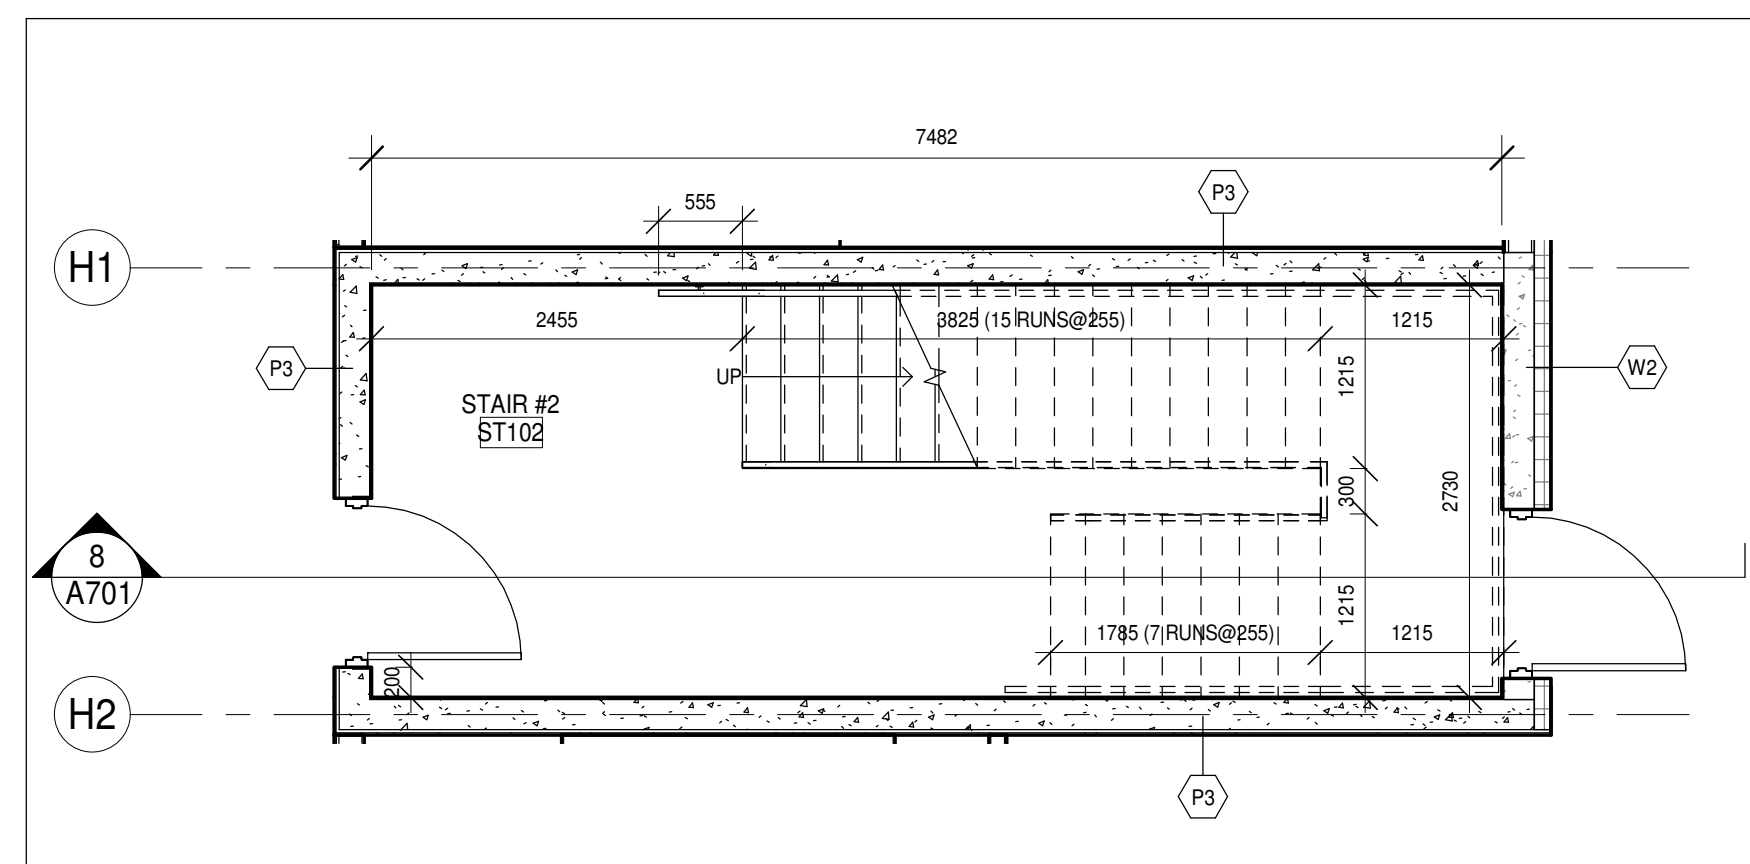 7482
555
P3
H1
2455
3825 (15 RUNS@255)
1215
P3
UP
1215
W2
STAIR #2
ST102
300
2730
8
A701
1215
1785 (7 RUNS@255)
1215
200
H2
P3